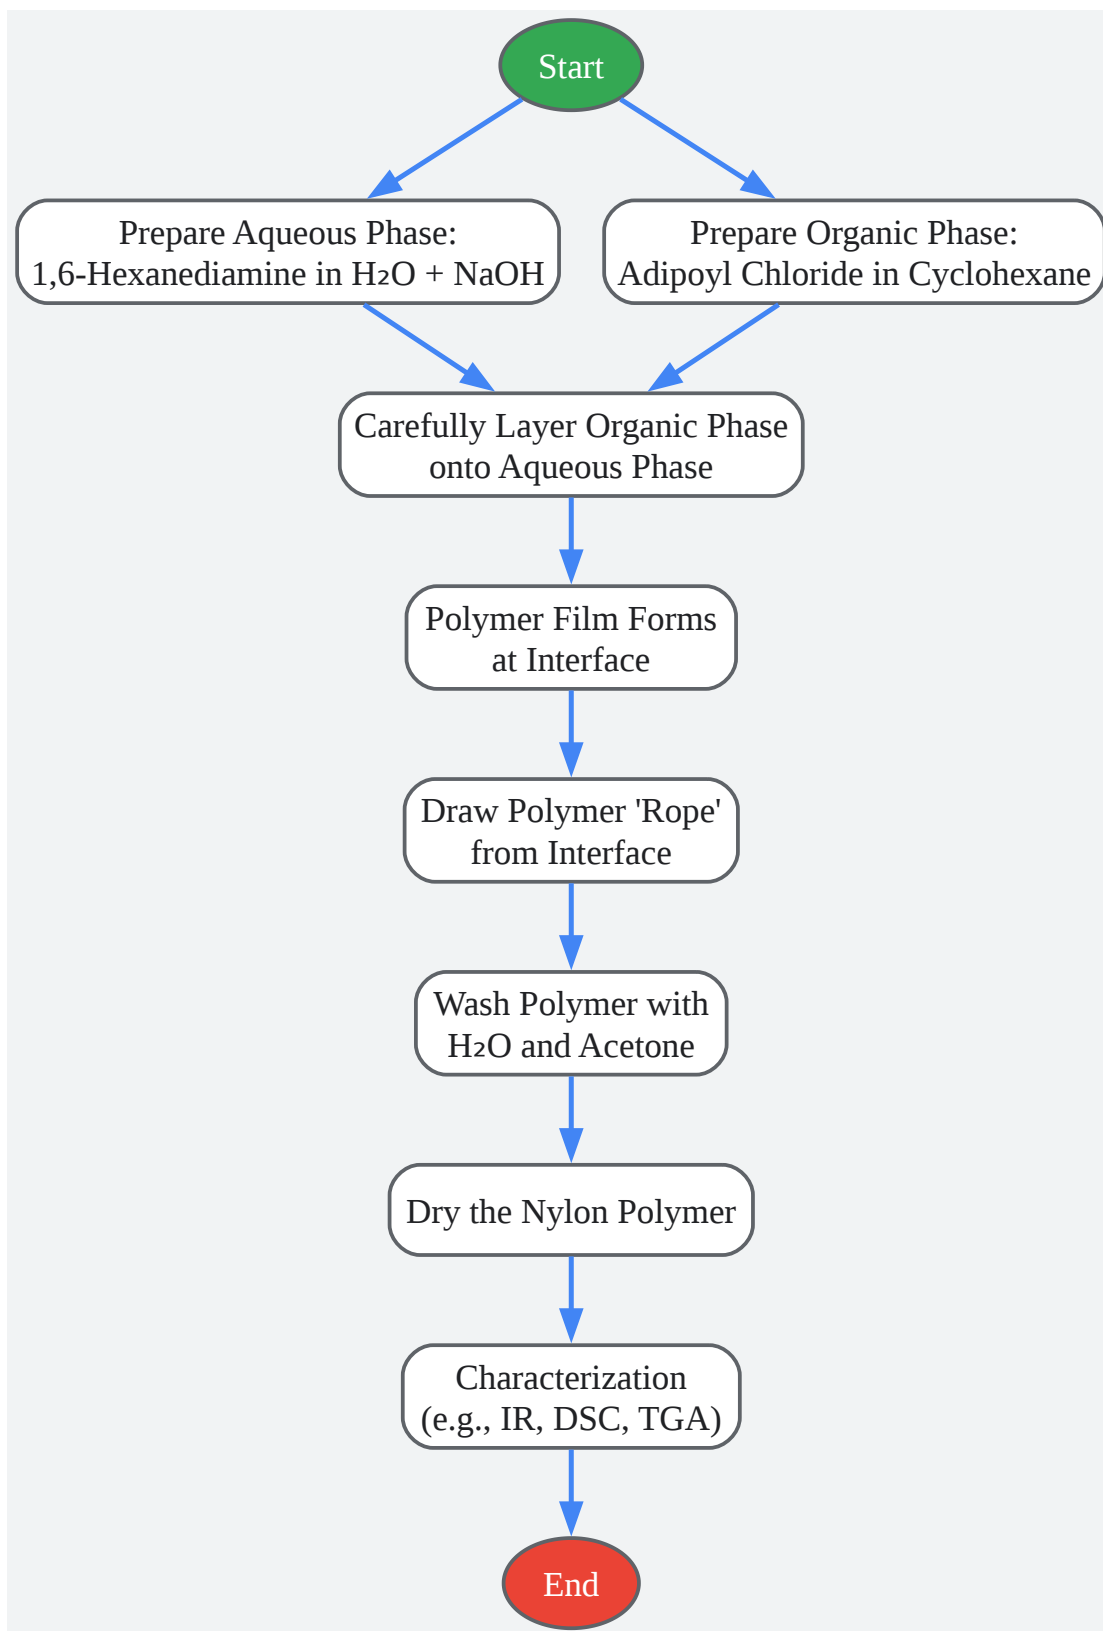 Start
Prepare Aqueous Phase:
1,6-Hexanediamine in H₂O + NaOH
Prepare Organic Phase:
Adipoyl Chloride in Cyclohexane
Carefully Layer Organic Phase
onto Aqueous Phase
Polymer Film Forms
at Interface
Draw Polymer 'Rope'
from Interface
Wash Polymer with
H₂O and Acetone
Dry the Nylon Polymer
Characterization
(e.g., IR, DSC, TGA)
End